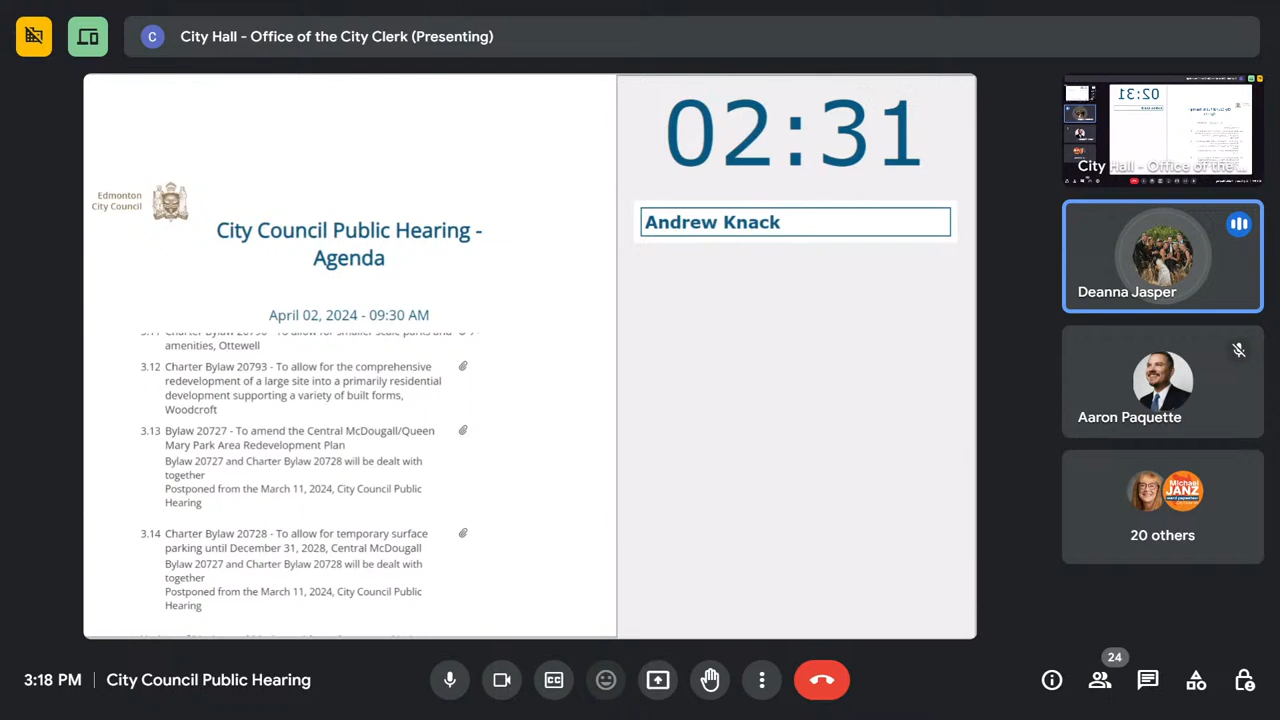 City Hall - Office of the City Clerk (Presenting)
C
Edmonton
City Council
City Council Public Hearing -
Agenda
April 02, 2024 - 09:30 AM
amenities, Ottewell
3.12 Charter Bylaw 20793 - To allow for the comprehensive
redevelopment of a large site into a primarily residential
development supporting a variety of built forms,
Woodcroft
3.13 Bylaw 20727 - To amend the Central McDougall/Queen
Mary Park Area Redevelopment Plan
Bylaw 20727 and Charter Bylaw 20728 will be dealt with
together
Postponed from the March 11, 2024, City Council Public
Hearing
3.14 Charter Bylaw 20728 - To allow for temporary surface
parking until December 31, 2028, Central McDougall
Bylaw 20727 and Charter Bylaw 20728 will be dealt with
together
Postponed from the March 11, 2024, City Council Public
Hearing
02:31
Andrew Knack
02:31
City Hall - Office of the ...
Deanna Jasper
Aaron Paquette
Michael
JANZ
20 others
3:18 PM
City Council Public Hearing
24